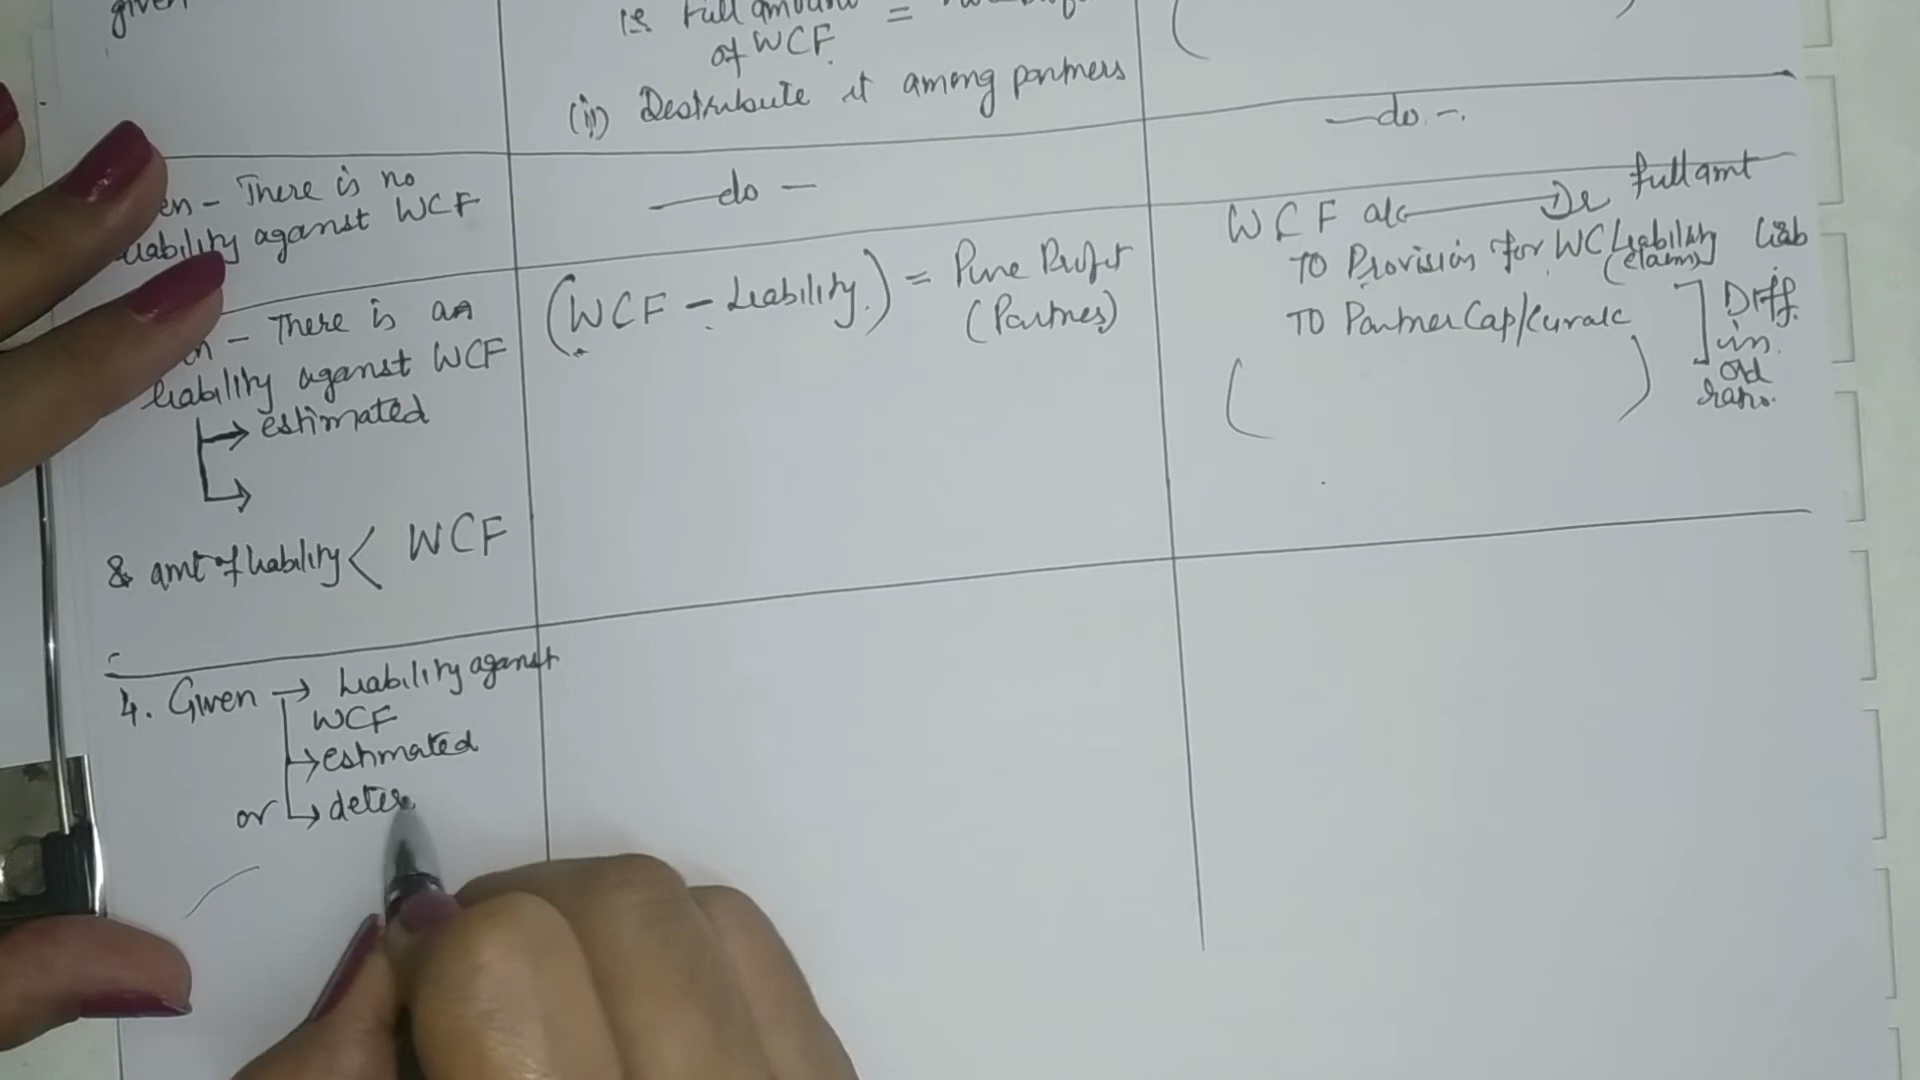 given
is Full amount =
of WCF.
(ii) Destribute it among partners
—do—.
en - There is no
liability against WCF
—do—
WCF a/c —— Dr full amt
TO Provision for WC Liability Liab
(claims)
TO Partner Cap/Cur a/c ] Diff.
in
old
ratio.
n - There is an
liability against WCF
→ estimated
& amt of liability < WCF
(WCF - Liability) = Pure Profit
(Partners)
4. Given → Liability against
WCF
→ estimated
or → deter